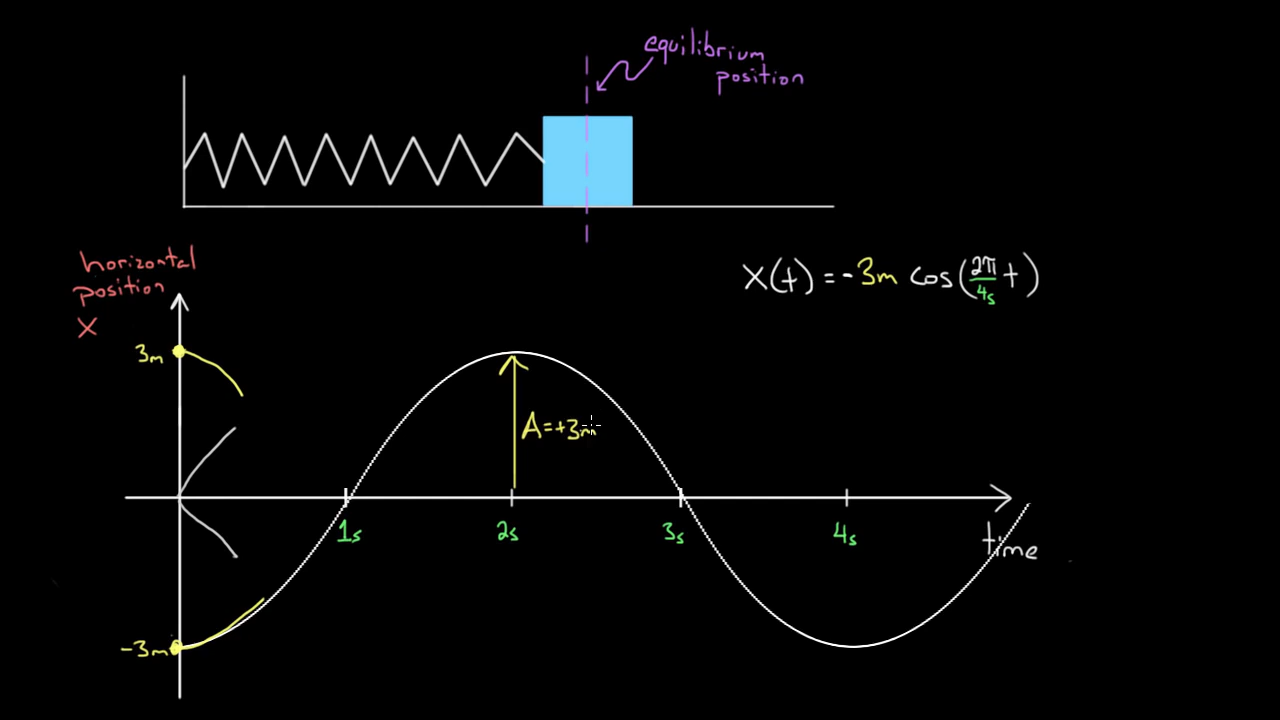 equilibrium
position
horizontal
position
x
x(t) = -3m cos(2π/4s t)
3m
A=+3m
1s
2s
3s
4s
time
-3m